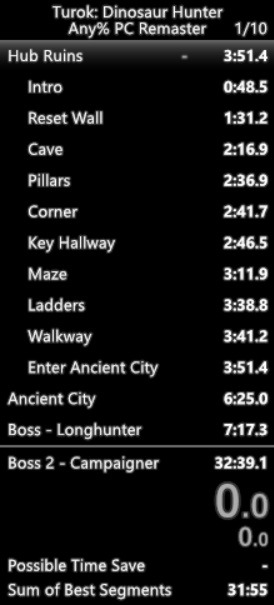 Turok: Dinosaur Hunter
Any% PC Remaster 1/10
Hub Ruins - 3:51.4
Intro 0:48.5
Reset Wall 1:31.2
Cave 2:16.9
Pillars 2:36.9
Corner 2:41.7
Key Hallway 2:46.5
Maze 3:11.9
Ladders 3:38.8
Walkway 3:41.2
Enter Ancient City 3:51.4
Ancient City 6:25.0
Boss - Longhunter 7:17.3
Boss 2 - Campaigner 32:39.1
0.0
0.0
Possible Time Save -
Sum of Best Segments 31:55